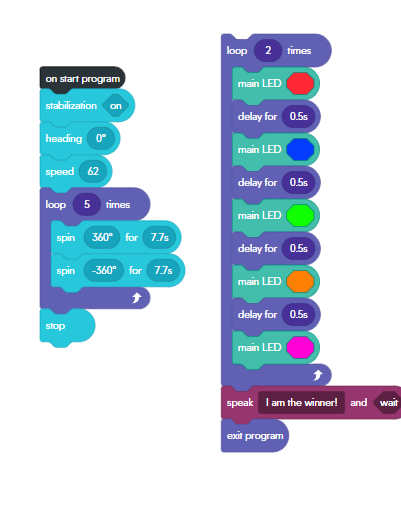 on start program
stabilization on
heading 0°
speed 62
loop 5 times
spin 360° for 7.7s
spin -360° for 7.7s
stop
loop 2 times
main LED
delay for 0.5s
main LED
delay for 0.5s
main LED
delay for 0.5s
main LED
delay for 0.5s
main LED
speak I am the winner! and wait
exit program